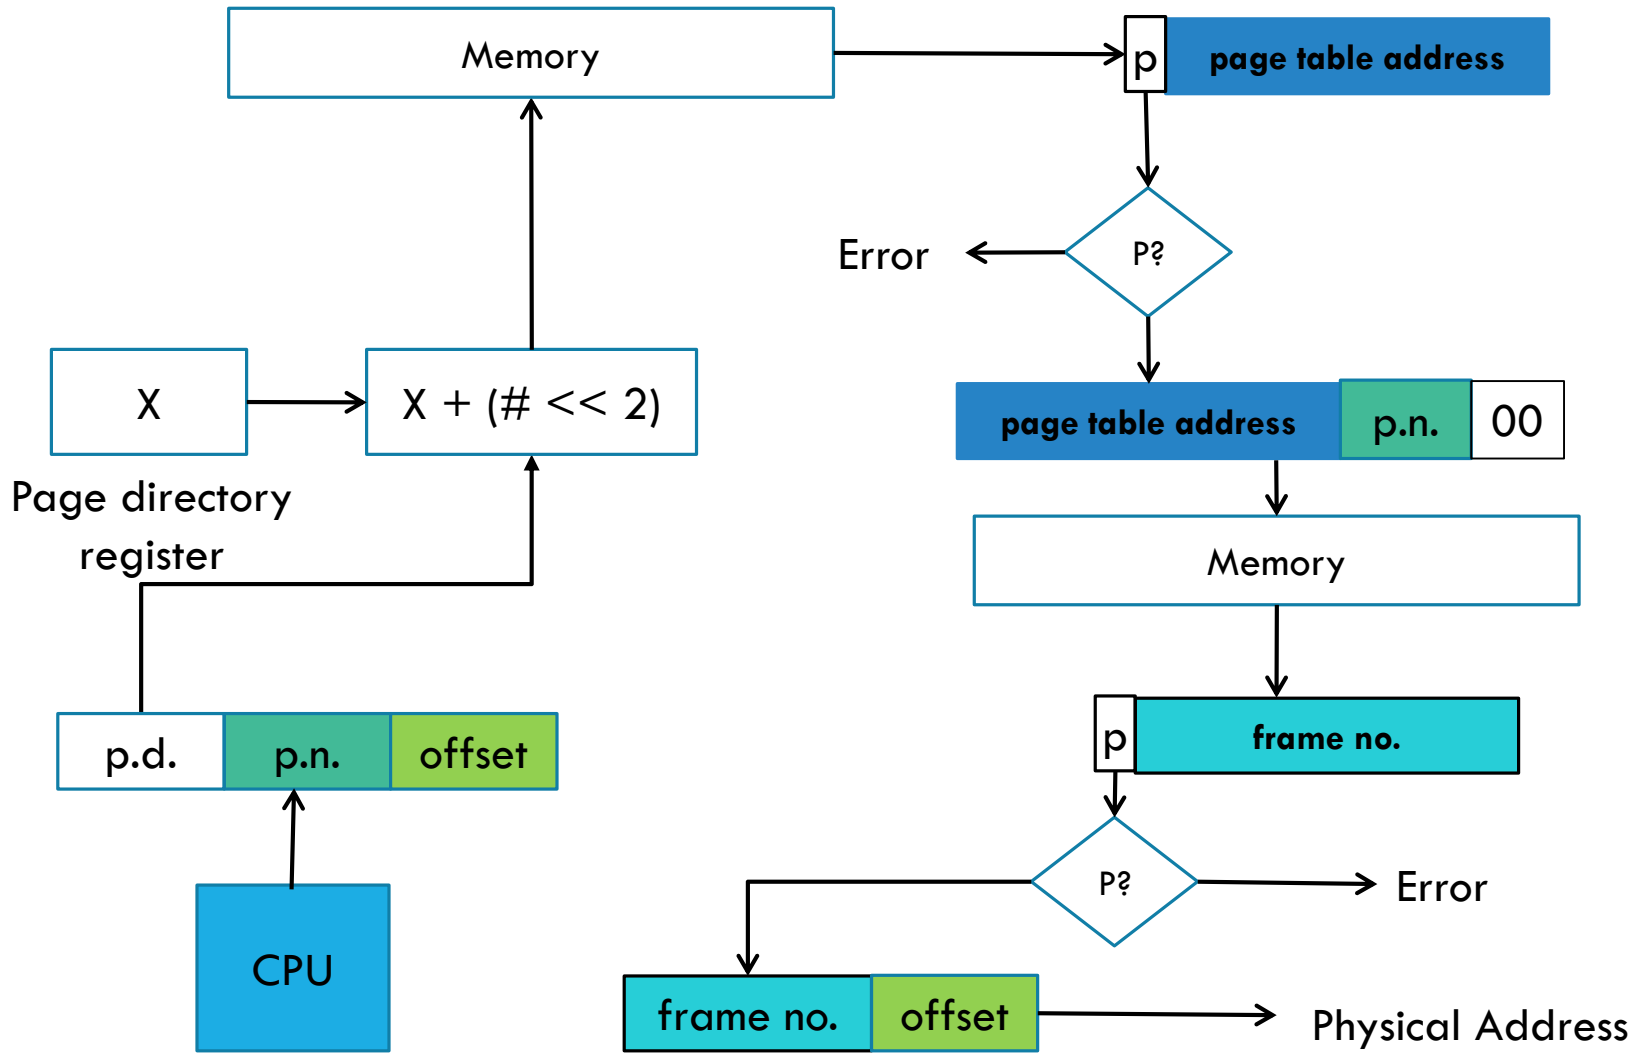 Memory
p
page table address
P?
Error
X
X + (# << 2)
page table address
p.n.
00
Page directory
register
Memory
p.d.
p.n.
offset
p
frame no.
P?
Error
CPU
frame no.
offset
Physical Address